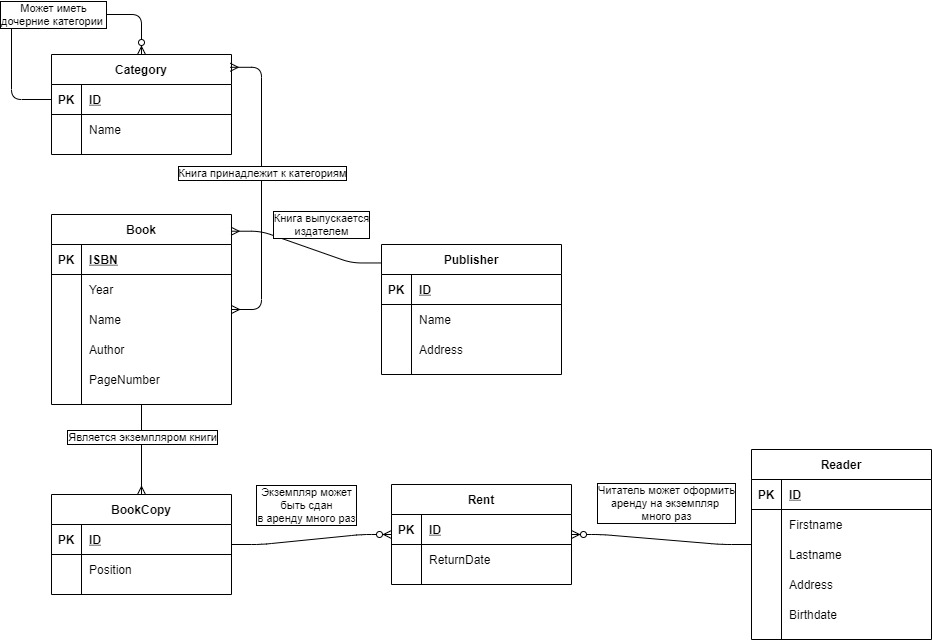 Может иметь
дочерние категории
Category
PK ID
Name
Книга принадлежит к категориям
Book
PK ISBN
Year
Name
Author
PageNumber
Книга выпускается
издателем
Publisher
PK ID
Name
Address
Является экземпляром книги
BookCopy
PK ID
Position
Экземпляр может
быть сдан
в аренду много раз
Rent
PK ID
ReturnDate
Читатель может оформить
аренду на экземпляр
много раз
Reader
PK ID
Firstname
Lastname
Address
Birthdate